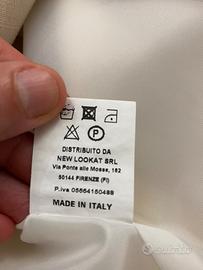 P
DISTRIBUITO DA
NEW LOOKAT SRL
Via Ponte alle Mosse, 182
50144 FIRENZE (FI)
P.iva 05664150488
MADE IN ITALY